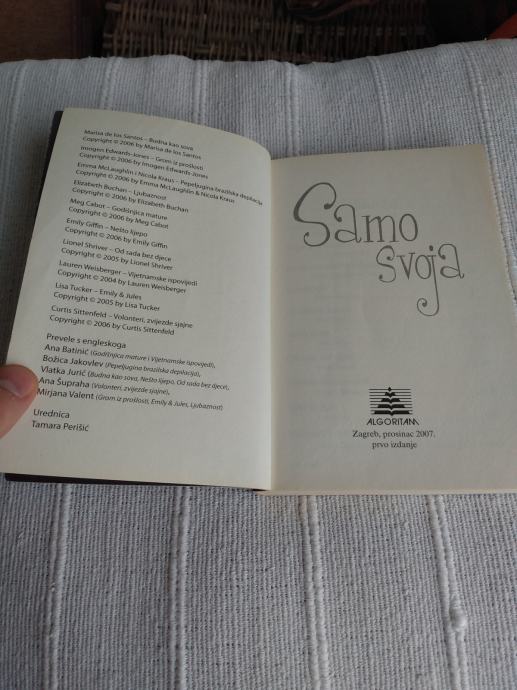 Marisa de los Santos – Budna kao sova
Copyright © 2006 by Marisa de los Santos
Imogen Edwards-Jones – Grom iz prošlosti
Copyright © 2006 by Imogen Edwards-Jones
Emma McLaughlin i Nicola Kraus – Pepeljugina brazilska depilacija
Copyright © 2006 by Emma McLaughlin & Nicola Kraus
Elizabeth Buchan – Ljubaznost
Copyright © 2006 by Elizabeth Buchan
Meg Cabot – Godišnjica mature
Copyright © 2006 by Meg Cabot
Emily Giffin – Nešto lijepo
Copyright © 2006 by Emily Giffin
Lionel Shriver – Od sada bez djece
Copyright © 2005 by Lionel Shriver
Lauren Weisberger – Vijetnamske ispovijedi
Copyright © 2004 by Lauren Weisberger
Lisa Tucker – Emily & Jules
Copyright © 2005 by Lisa Tucker
Curtis Sittenfeld – Volonteri, zvijezde sjajne
Copyright © 2006 by Curtis Sittenfeld
Prevele s engleskoga
Ana Batinić (Godišnjica mature i Vijetnamske ispovijedi),
Božica Jakovlev (Pepeljugina brazilska depilacija),
Vlatka Jurić (Budna kao sova, Nešto lijepo, Od sada bez djece),
Ana Šupraha (Volonteri, zvijezde sjajne),
Mirjana Valent (Grom iz prošlosti, Emily & Jules, Ljubaznost)
Urednica
Tamara Perišić
Samo
svoja
ALGORITAM
Zagreb, prosinac 2007.
prvo izdanje